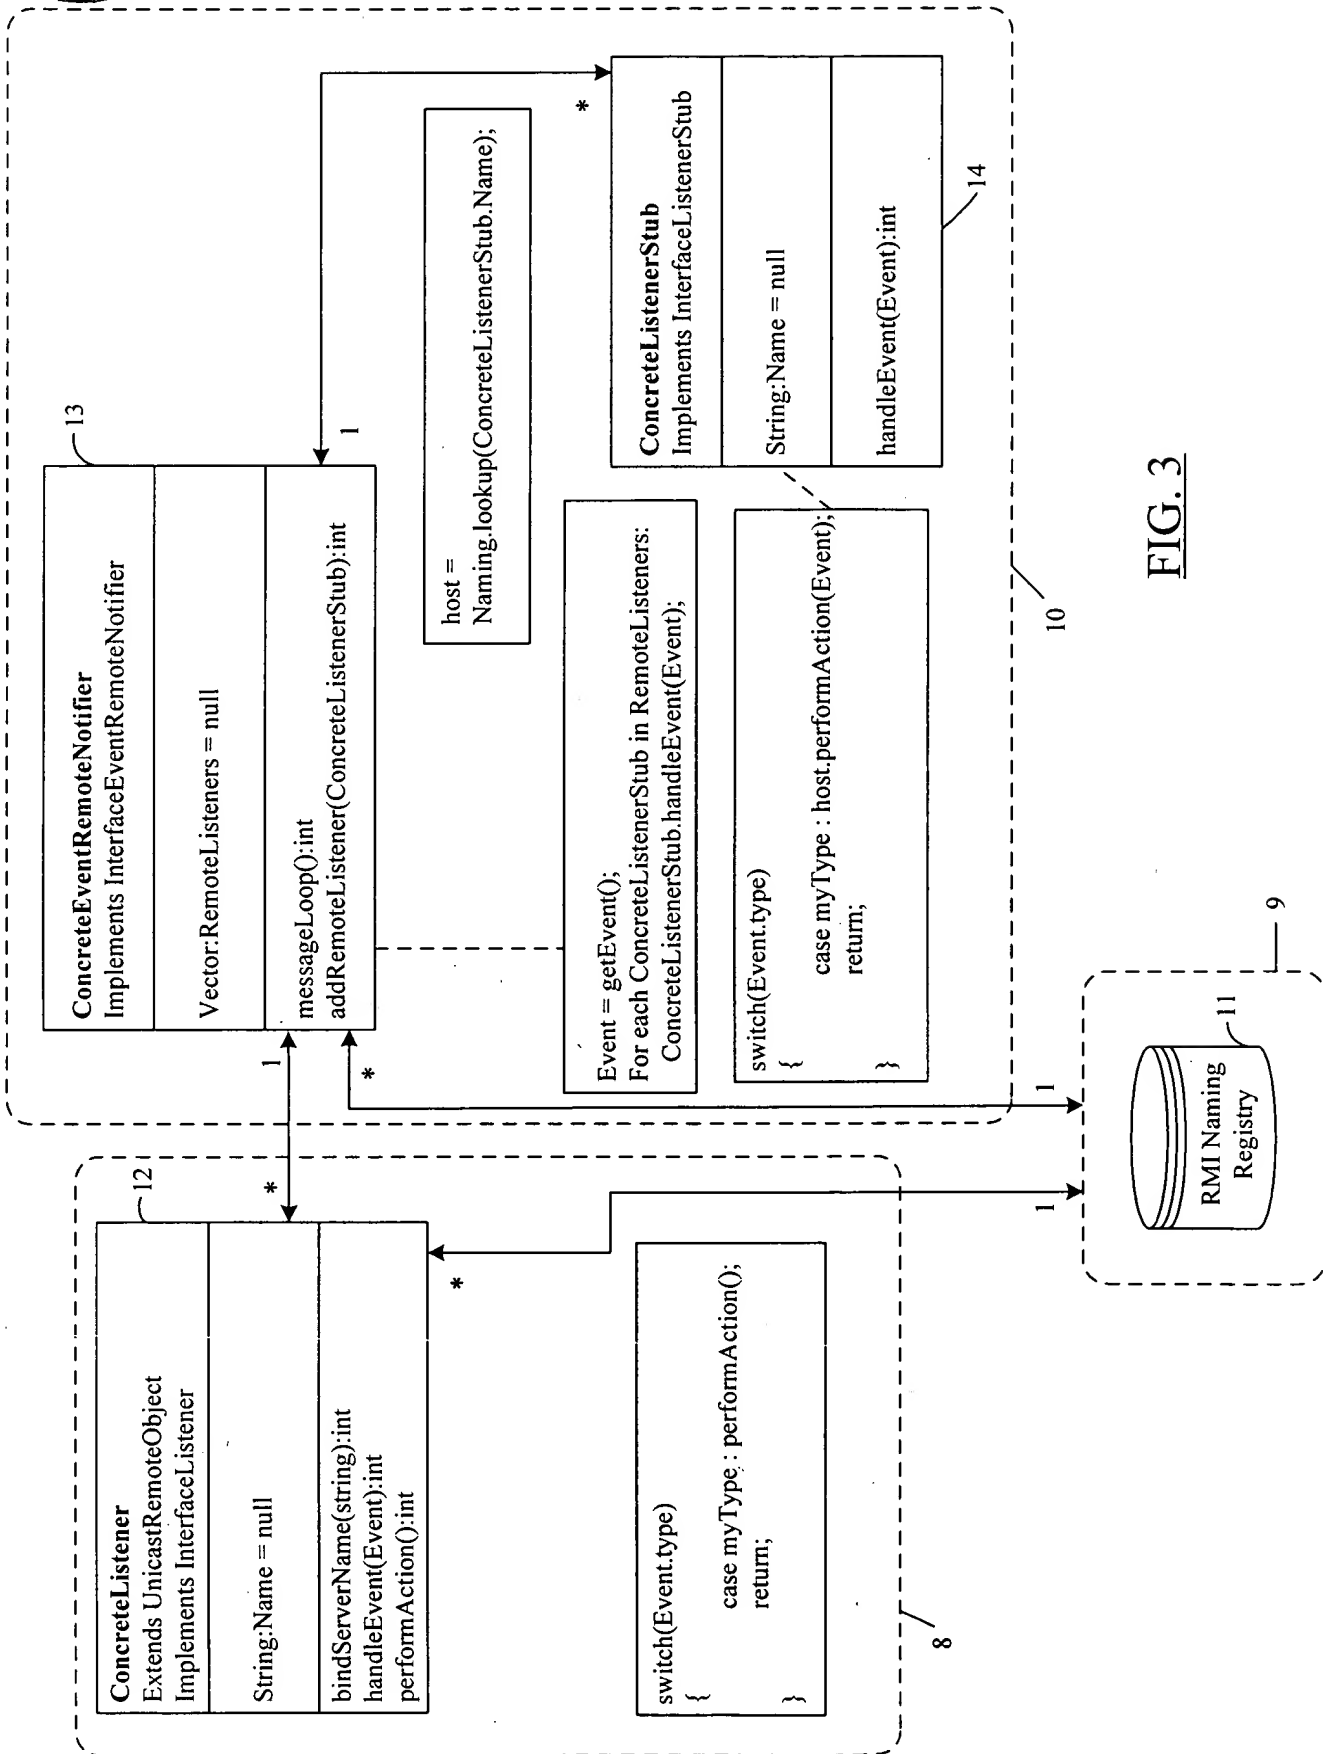 ConcreteListener
Extends UnicastRemoteObject
Implements InterfaceListener
12
String:Name = null
bindServerName(string):int
handleEvent(Event):int
performAction():int
*
*
switch(Event.type)
{
case myType : performAction();
return;
}
8
1
1
ConcreteEventRemoteNotifier
Implements InterfaceEventRemoteNotifier
13
Vector:RemoteListeners = null
messageLoop():int
addRemoteListener(ConcreteListenerStub):int
1
*
1
host =
Naming.lookup(ConcreteListenerStub.Name);
*
Event = getEvent();
For each ConcreteListenerStub in RemoteListeners:
ConcreteListenerStub.handleEvent(Event);
ConcreteListenerStub
Implements InterfaceListenerStub
String:Name = null
handleEvent(Event):int
14
switch(Event.type)
{
case myType : host.performAction(Event);
return;
}
10
RMI Naming
Registry
11
9
FIG. 3